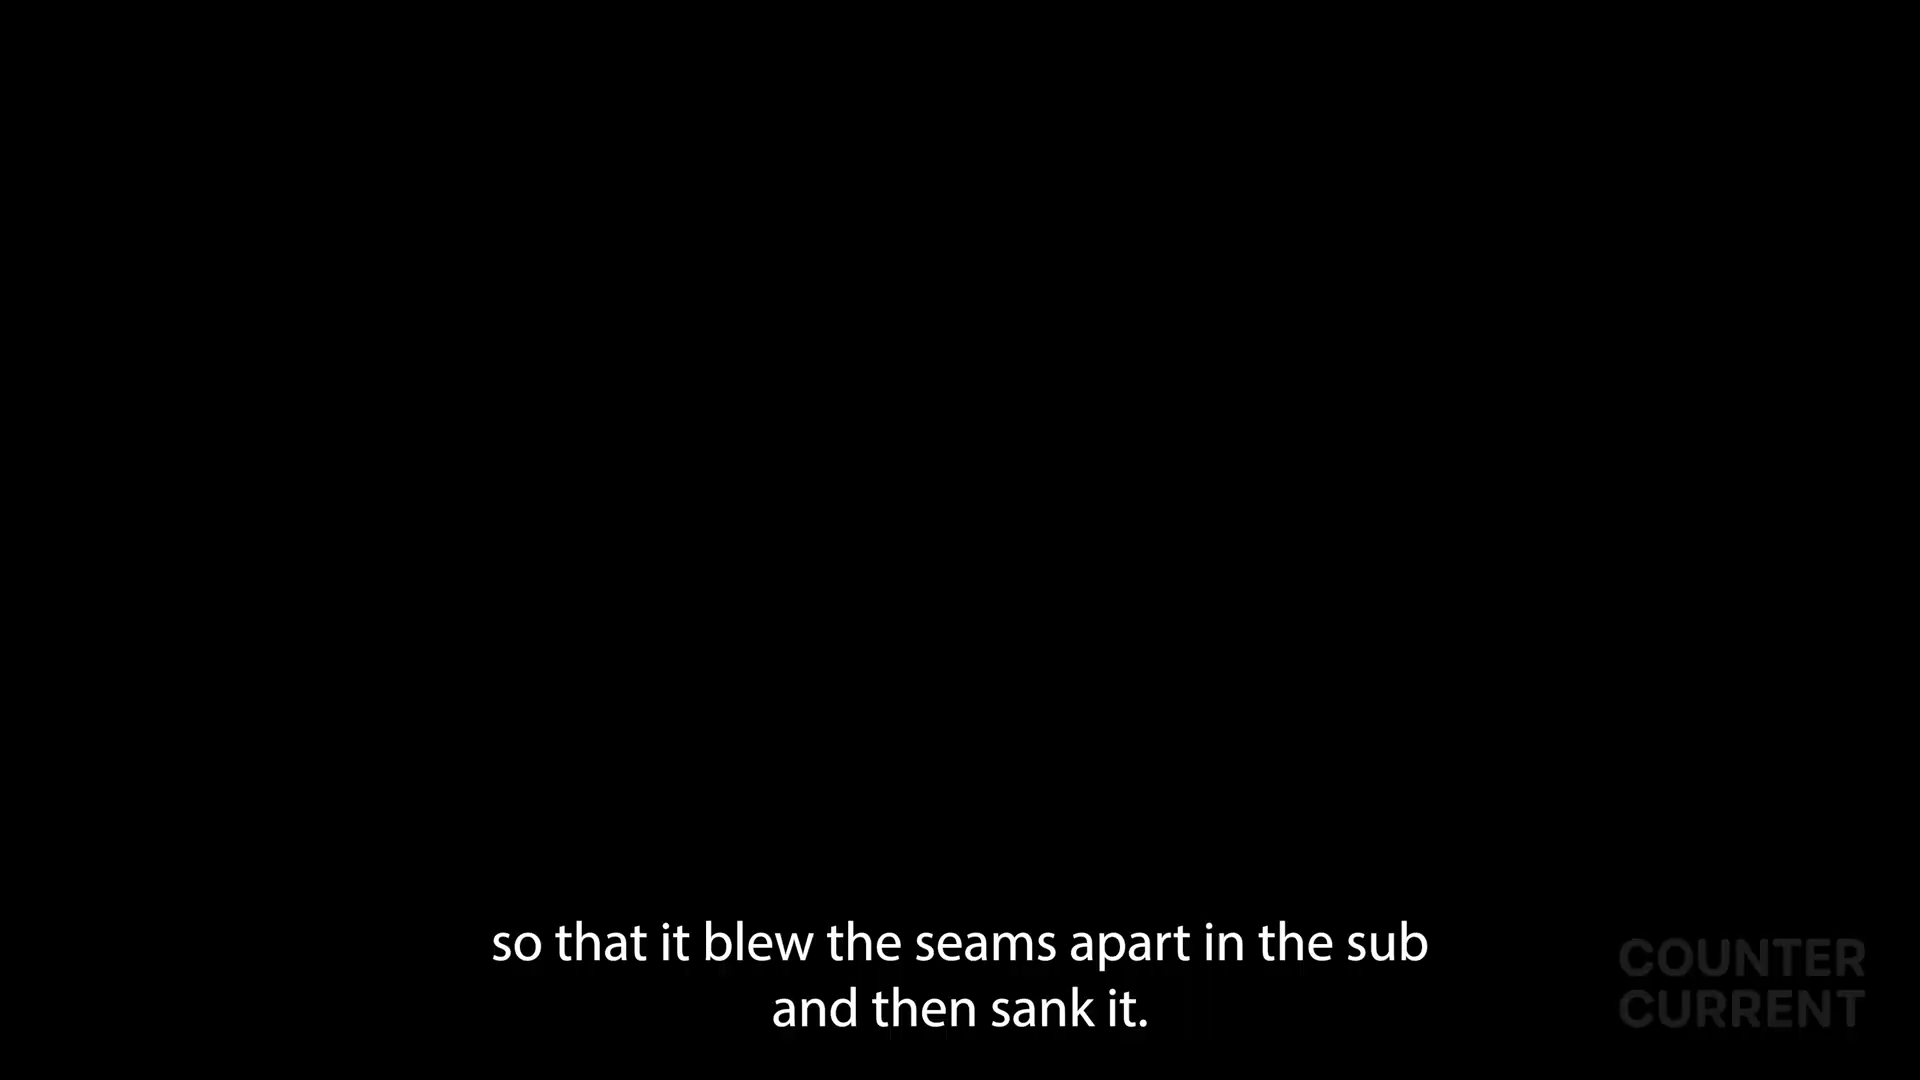 so that it blew the seams apart in the sub
and then sank it.
COUNTER
CURRENT